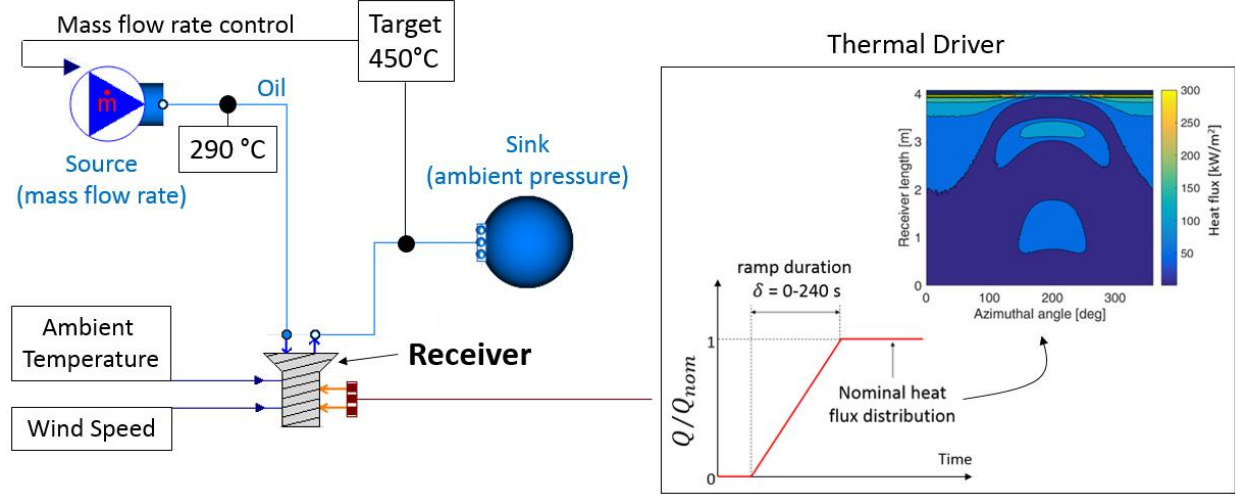 Mass flow rate control
Target
450°C
Oil
ṁ
290 °C
Source
(mass flow rate)
Sink
(ambient pressure)
Ambient
Temperature
Receiver
Wind Speed
Thermal Driver
4
3
2
1
0
Receiver length [m]
0
100
200
300
Azimuthal angle [deg]
300
250
200
150
100
50
Heat flux [kW/m²]
ramp duration
δ = 0-240 s
1
0
Q/Qnom
Nominal heat
flux distribution
Time